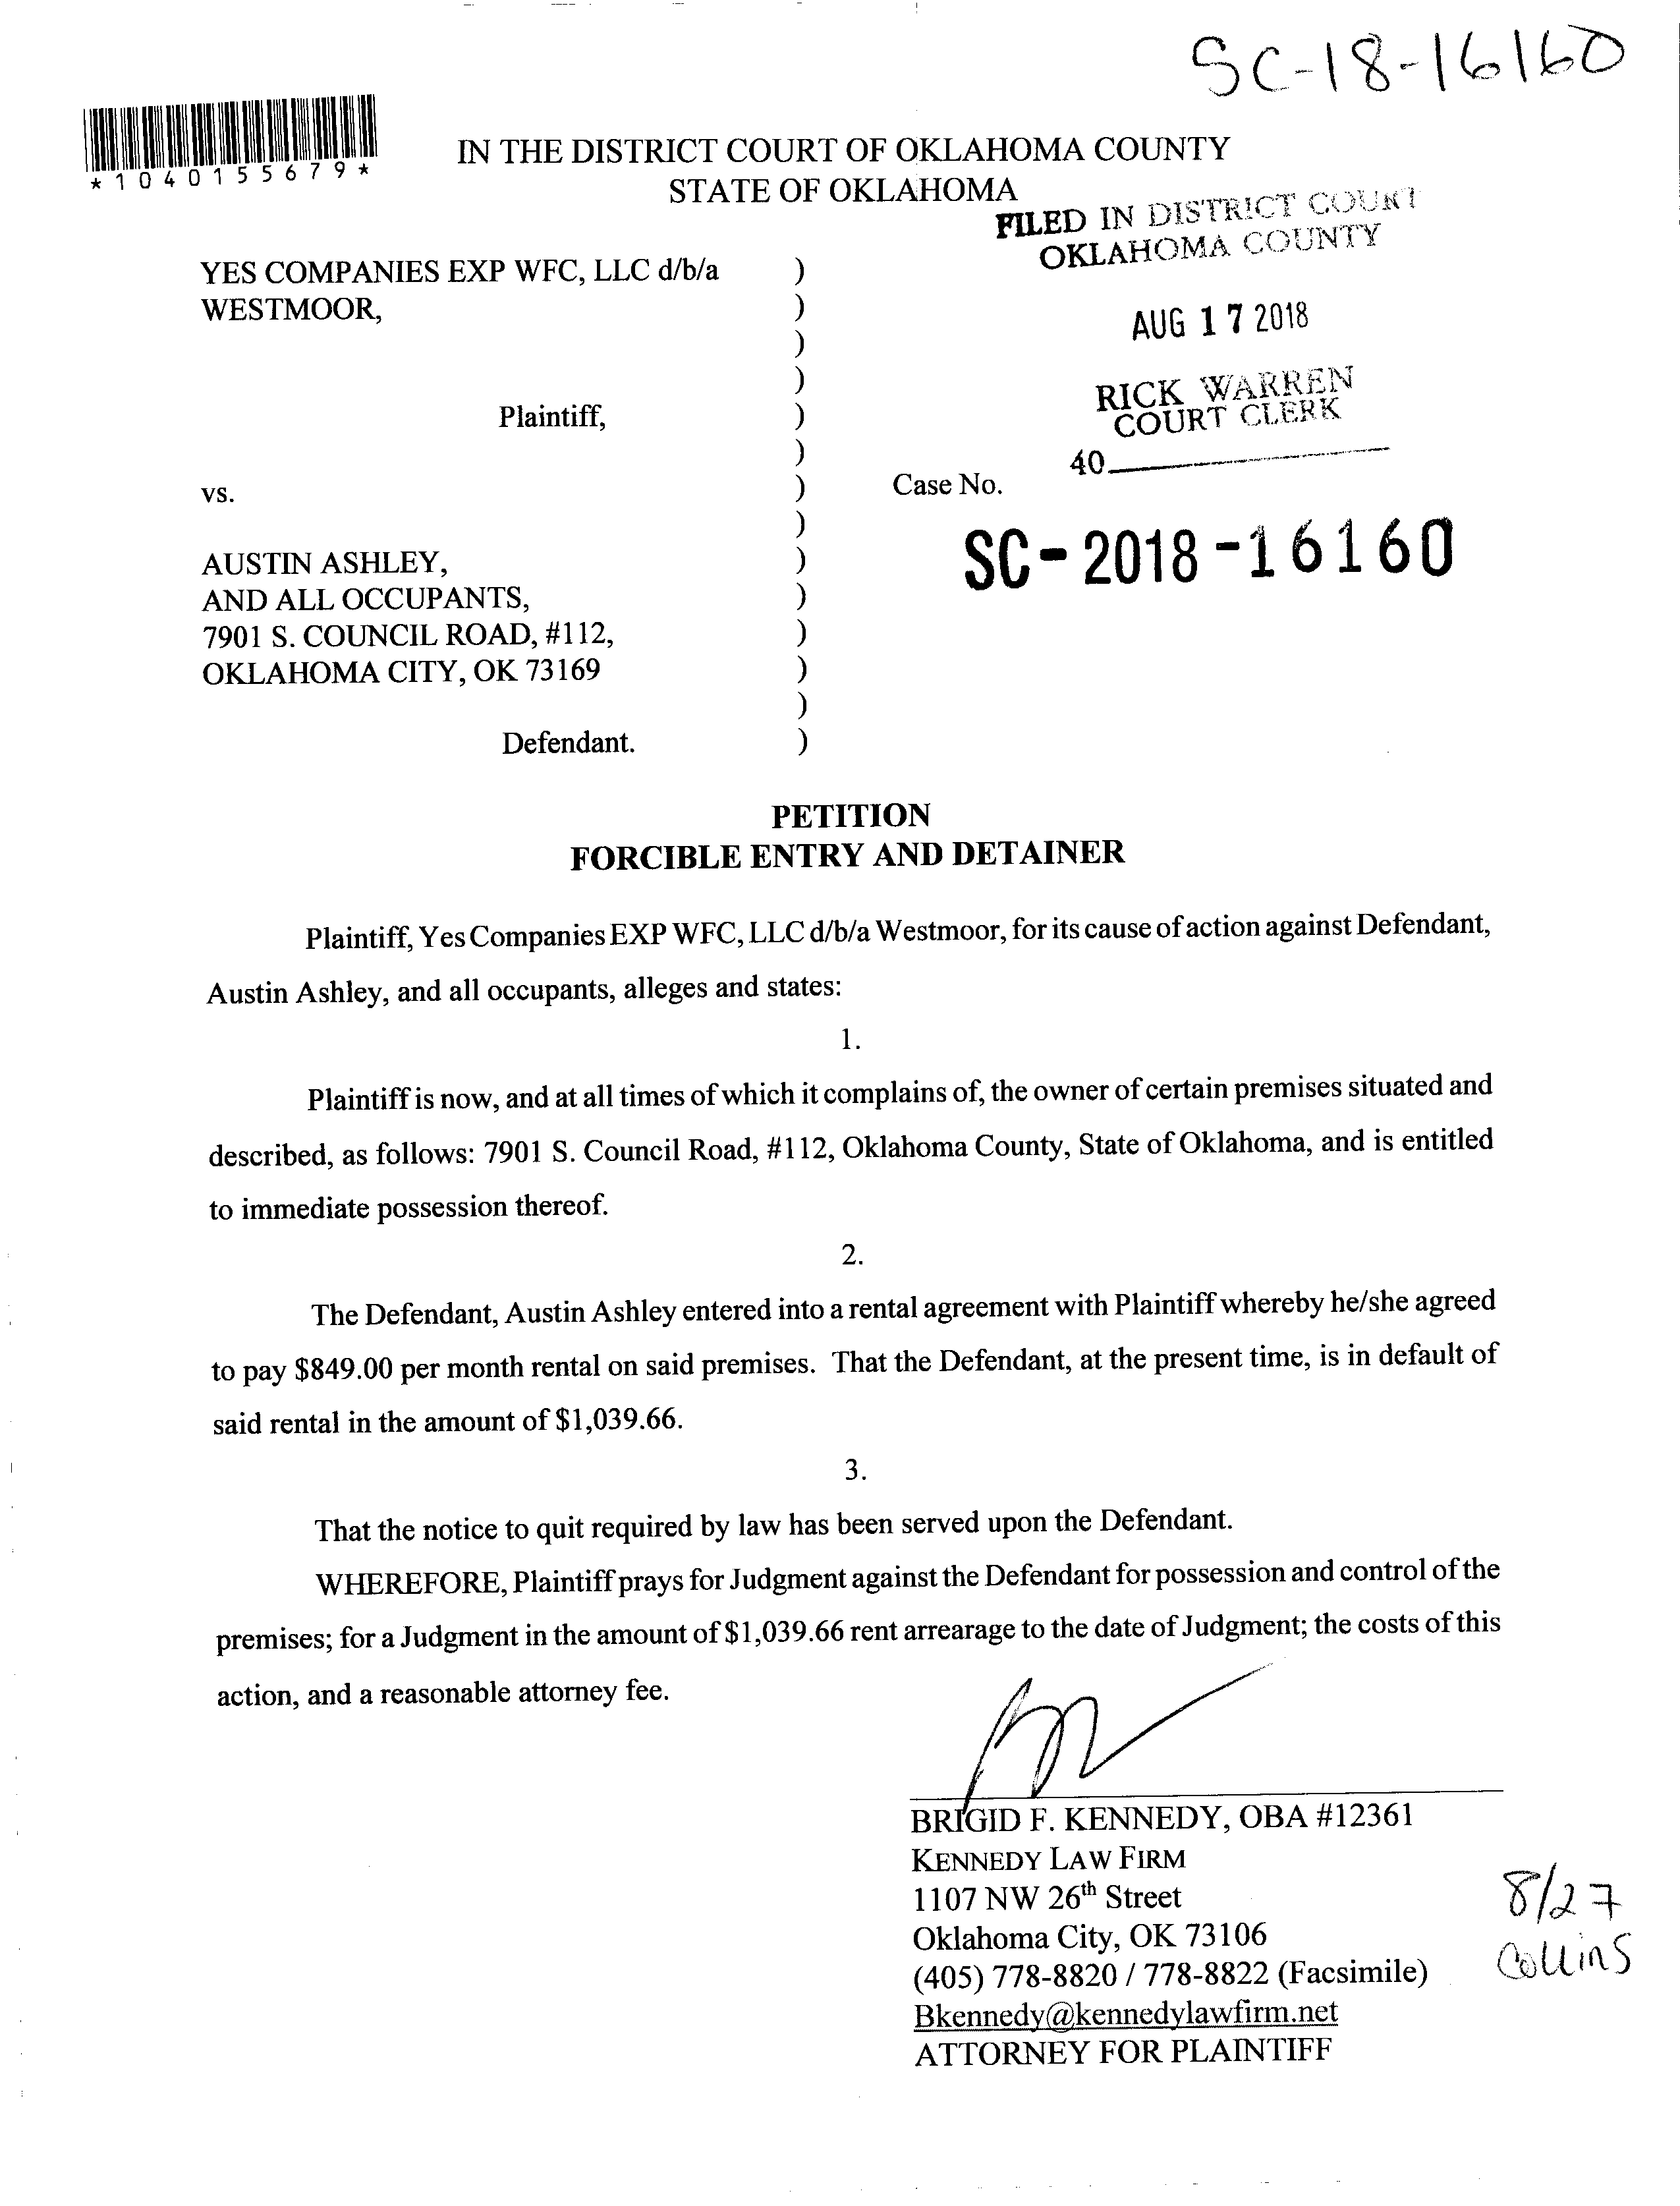 SC-18-16160
*1040155679*
IN THE DISTRICT COURT OF OKLAHOMA COUNTY
STATE OF OKLAHOMA
FILED IN DISTRICT COURT
OKLAHOMA COUNTY
YES COMPANIES EXP WFC, LLC d/b/a )
WESTMOOR, )
)
AUG 17 2018
)
RICK WARREN
COURT CLERK
Plaintiff, )
)
40
vs. ) Case No.
)
SC-2018-16160
AUSTIN ASHLEY, )
AND ALL OCCUPANTS, )
7901 S. COUNCIL ROAD, #112, )
OKLAHOMA CITY, OK 73169 )
)
Defendant. )
PETITION
FORCIBLE ENTRY AND DETAINER
Plaintiff, Yes Companies EXP WFC, LLC d/b/a Westmoor, for its cause of action against Defendant,
Austin Ashley, and all occupants, alleges and states:
1.
Plaintiff is now, and at all times of which it complains of, the owner of certain premises situated and
described, as follows: 7901 S. Council Road, #112, Oklahoma County, State of Oklahoma, and is entitled
to immediate possession thereof.
2.
The Defendant, Austin Ashley entered into a rental agreement with Plaintiff whereby he/she agreed
to pay $849.00 per month rental on said premises. That the Defendant, at the present time, is in default of
said rental in the amount of $1,039.66.
3.
That the notice to quit required by law has been served upon the Defendant.
WHEREFORE, Plaintiff prays for Judgment against the Defendant for possession and control of the
premises; for a Judgment in the amount of $1,039.66 rent arrearage to the date of Judgment; the costs of this
action, and a reasonable attorney fee.
BRIGID F. KENNEDY, OBA #12361
KENNEDY LAW FIRM
1107 NW 26th Street
Oklahoma City, OK 73106
(405) 778-8820 / 778-8822 (Facsimile)
Bkennedy@kennedylawfirm.net
ATTORNEY FOR PLAINTIFF
8/27
Collins